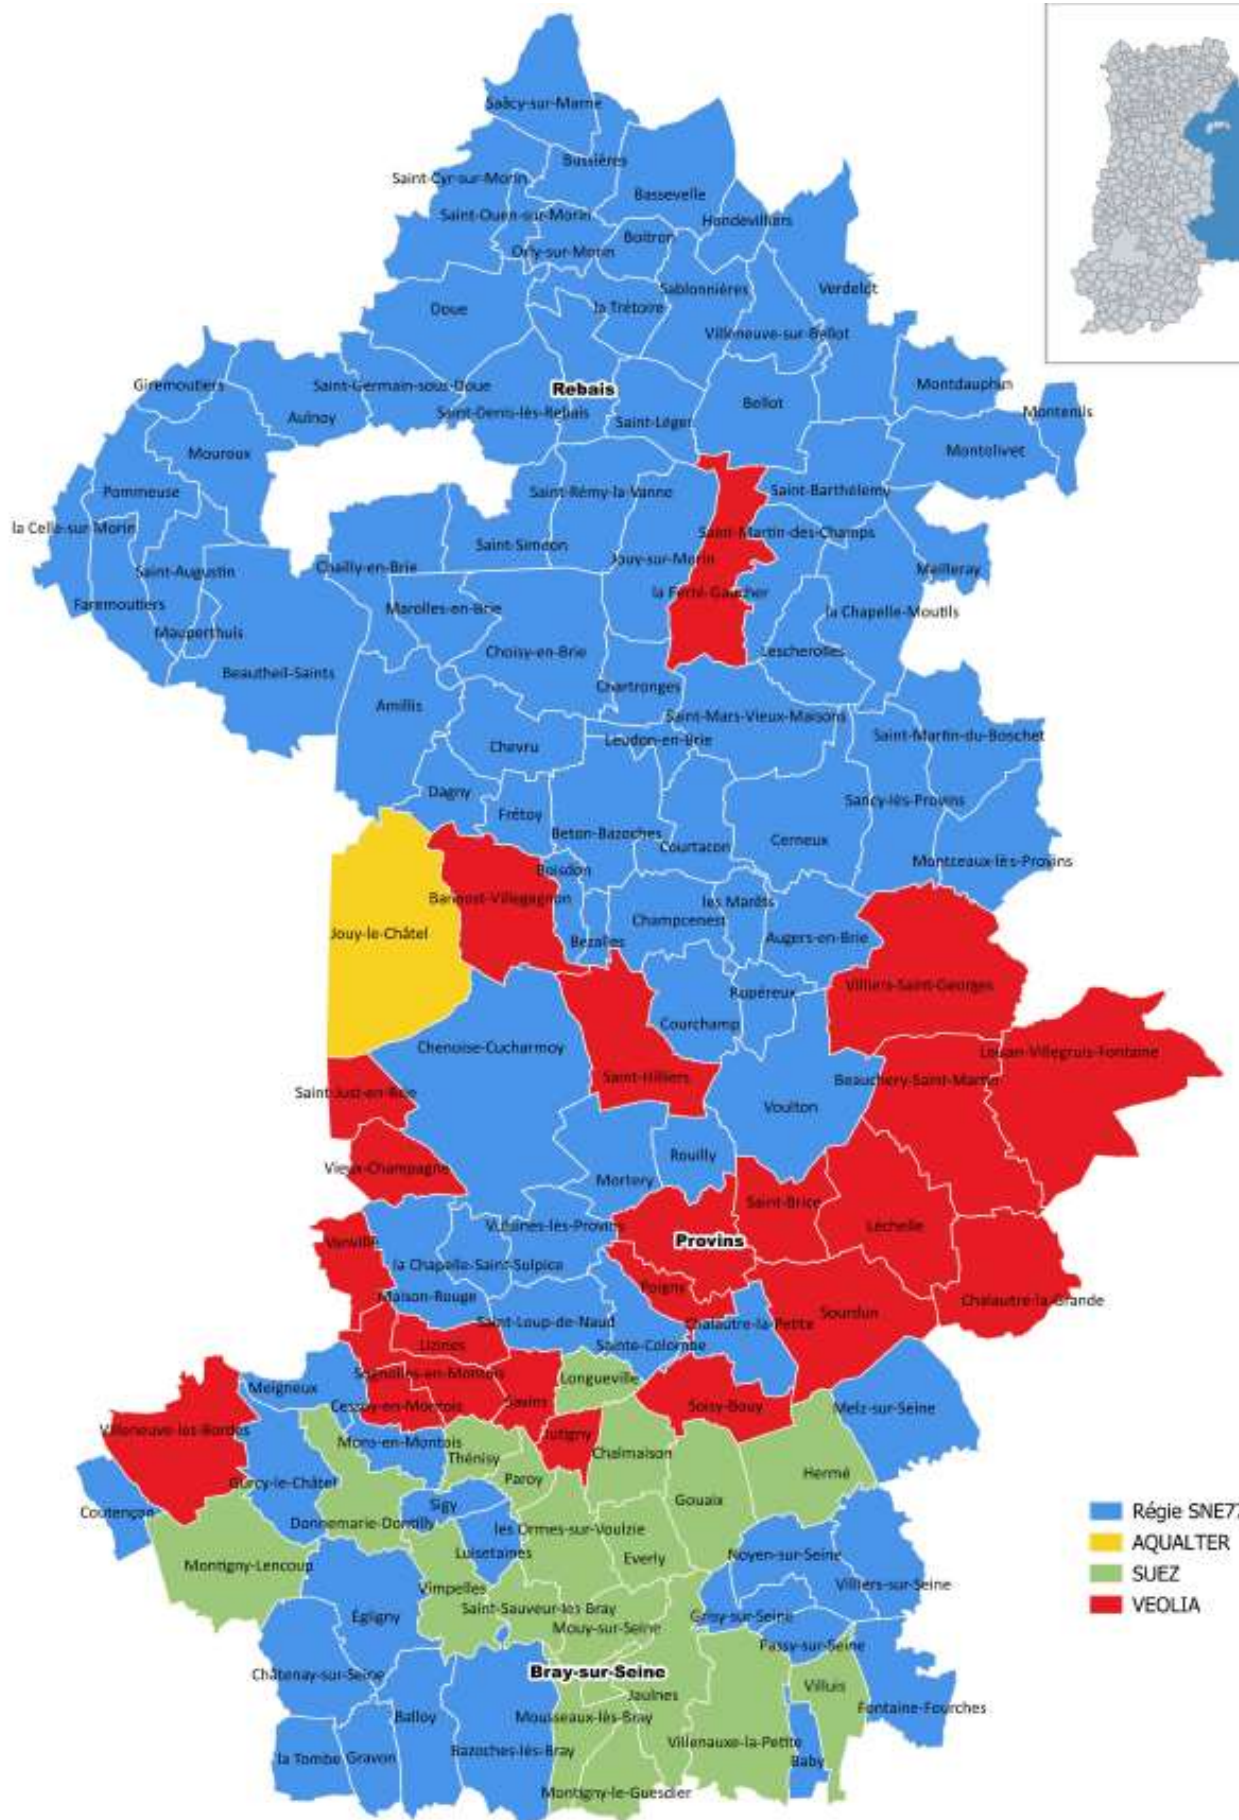 Saâcy-sur-Marne
Bussières
Saint-Cyr-sur-Morin
Bassevelle
Saint-Ouen-sur-Morin
Hondevilliers
Boitron
Orly-sur-Morin
Sablonnières
Verdelot
la Trétoire
Doue
Villeneuve-sur-Bellot
Giremoutiers
Saint-Germain-sous-Doue
Rebais
Montdauphin
Bellot
Aulnoy
Saint-Denis-lès-Rebais
Saint-Léger
Montenils
Mouroux
Montolivet
Pommeuse
Saint-Rémy-la-Vanne
Saint-Barthélemy
la Celle-sur-Morin
Saint-Martin-des-Champs
Saint-Siméon
Jouy-sur-Morin
Saint-Augustin
Chailly-en-Brie
Meilleray
la Ferté-Gaucher
Faremoutiers
Marolles-en-Brie
la Chapelle-Moutils
Mauperthuis
Choisy-en-Brie
Lescherolles
Beautheil-Saints
Chartronges
Amillis
Saint-Mars-Vieux-Maisons
Saint-Martin-du-Boschet
Chevru
Leudon-en-Brie
Dagny
Sancy-lès-Provins
Frétoy
Beton-Bazoches
Courtacon
Cerneux
Montceaux-lès-Provins
Boisdon
Bannost-Villegagnon
les Marêts
Champcenest
Jouy-le-Châtel
Bezalles
Augers-en-Brie
Villiers-Saint-Georges
Rupéreux
Courchamp
Chenoise-Cucharmoy
Louan-Villegruis-Fontaine
Saint-Hilliers
Beauchery-Saint-Martin
Saint-Just-en-Brie
Voulton
Rouilly
Vieux-Champagne
Mortery
Saint-Brice
Vulaines-lès-Provins
Léchelle
Vanvillé
Provins
la Chapelle-Saint-Sulpice
Poigny
Maison-Rouge
Chalautre-la-Grande
Sourdun
Saint-Loup-de-Naud
Chalautre-la-Petite
Lizines
Sainte-Colombe
Sognolles-en-Montois
Longueville
Meigneux
Cessoy-en-Montois
Savins
Soisy-Bouy
Melz-sur-Seine
Villeneuve-les-Bordes
Jutigny
Mons-en-Montois
Chalmaison
Thénisy
Hermé
Paroy
Gurcy-le-Châtel
Gouaix
Sigy
Coutençon
Régie SNE77
Donnemarie-Dontilly
les Ormes-sur-Voulzie
AQUALTER
Luisetaines
Noyen-sur-Seine
Everly
Montigny-Lencoup
SUEZ
Villiers-sur-Seine
Vimpelles
VEOLIA
Saint-Sauveur-lès-Bray
Égligny
Grisy-sur-Seine
Mouy-sur-Seine
Passy-sur-Seine
Bray-sur-Seine
Châtenay-sur-Seine
Villuis
Jaulnes
Fontaine-Fourches
Balloy
Mousseaux-lès-Bray
Villenauxe-la-Petite
Bazoches-lès-Bray
la Tombe
Gravon
Baby
Montigny-le-Guesdier